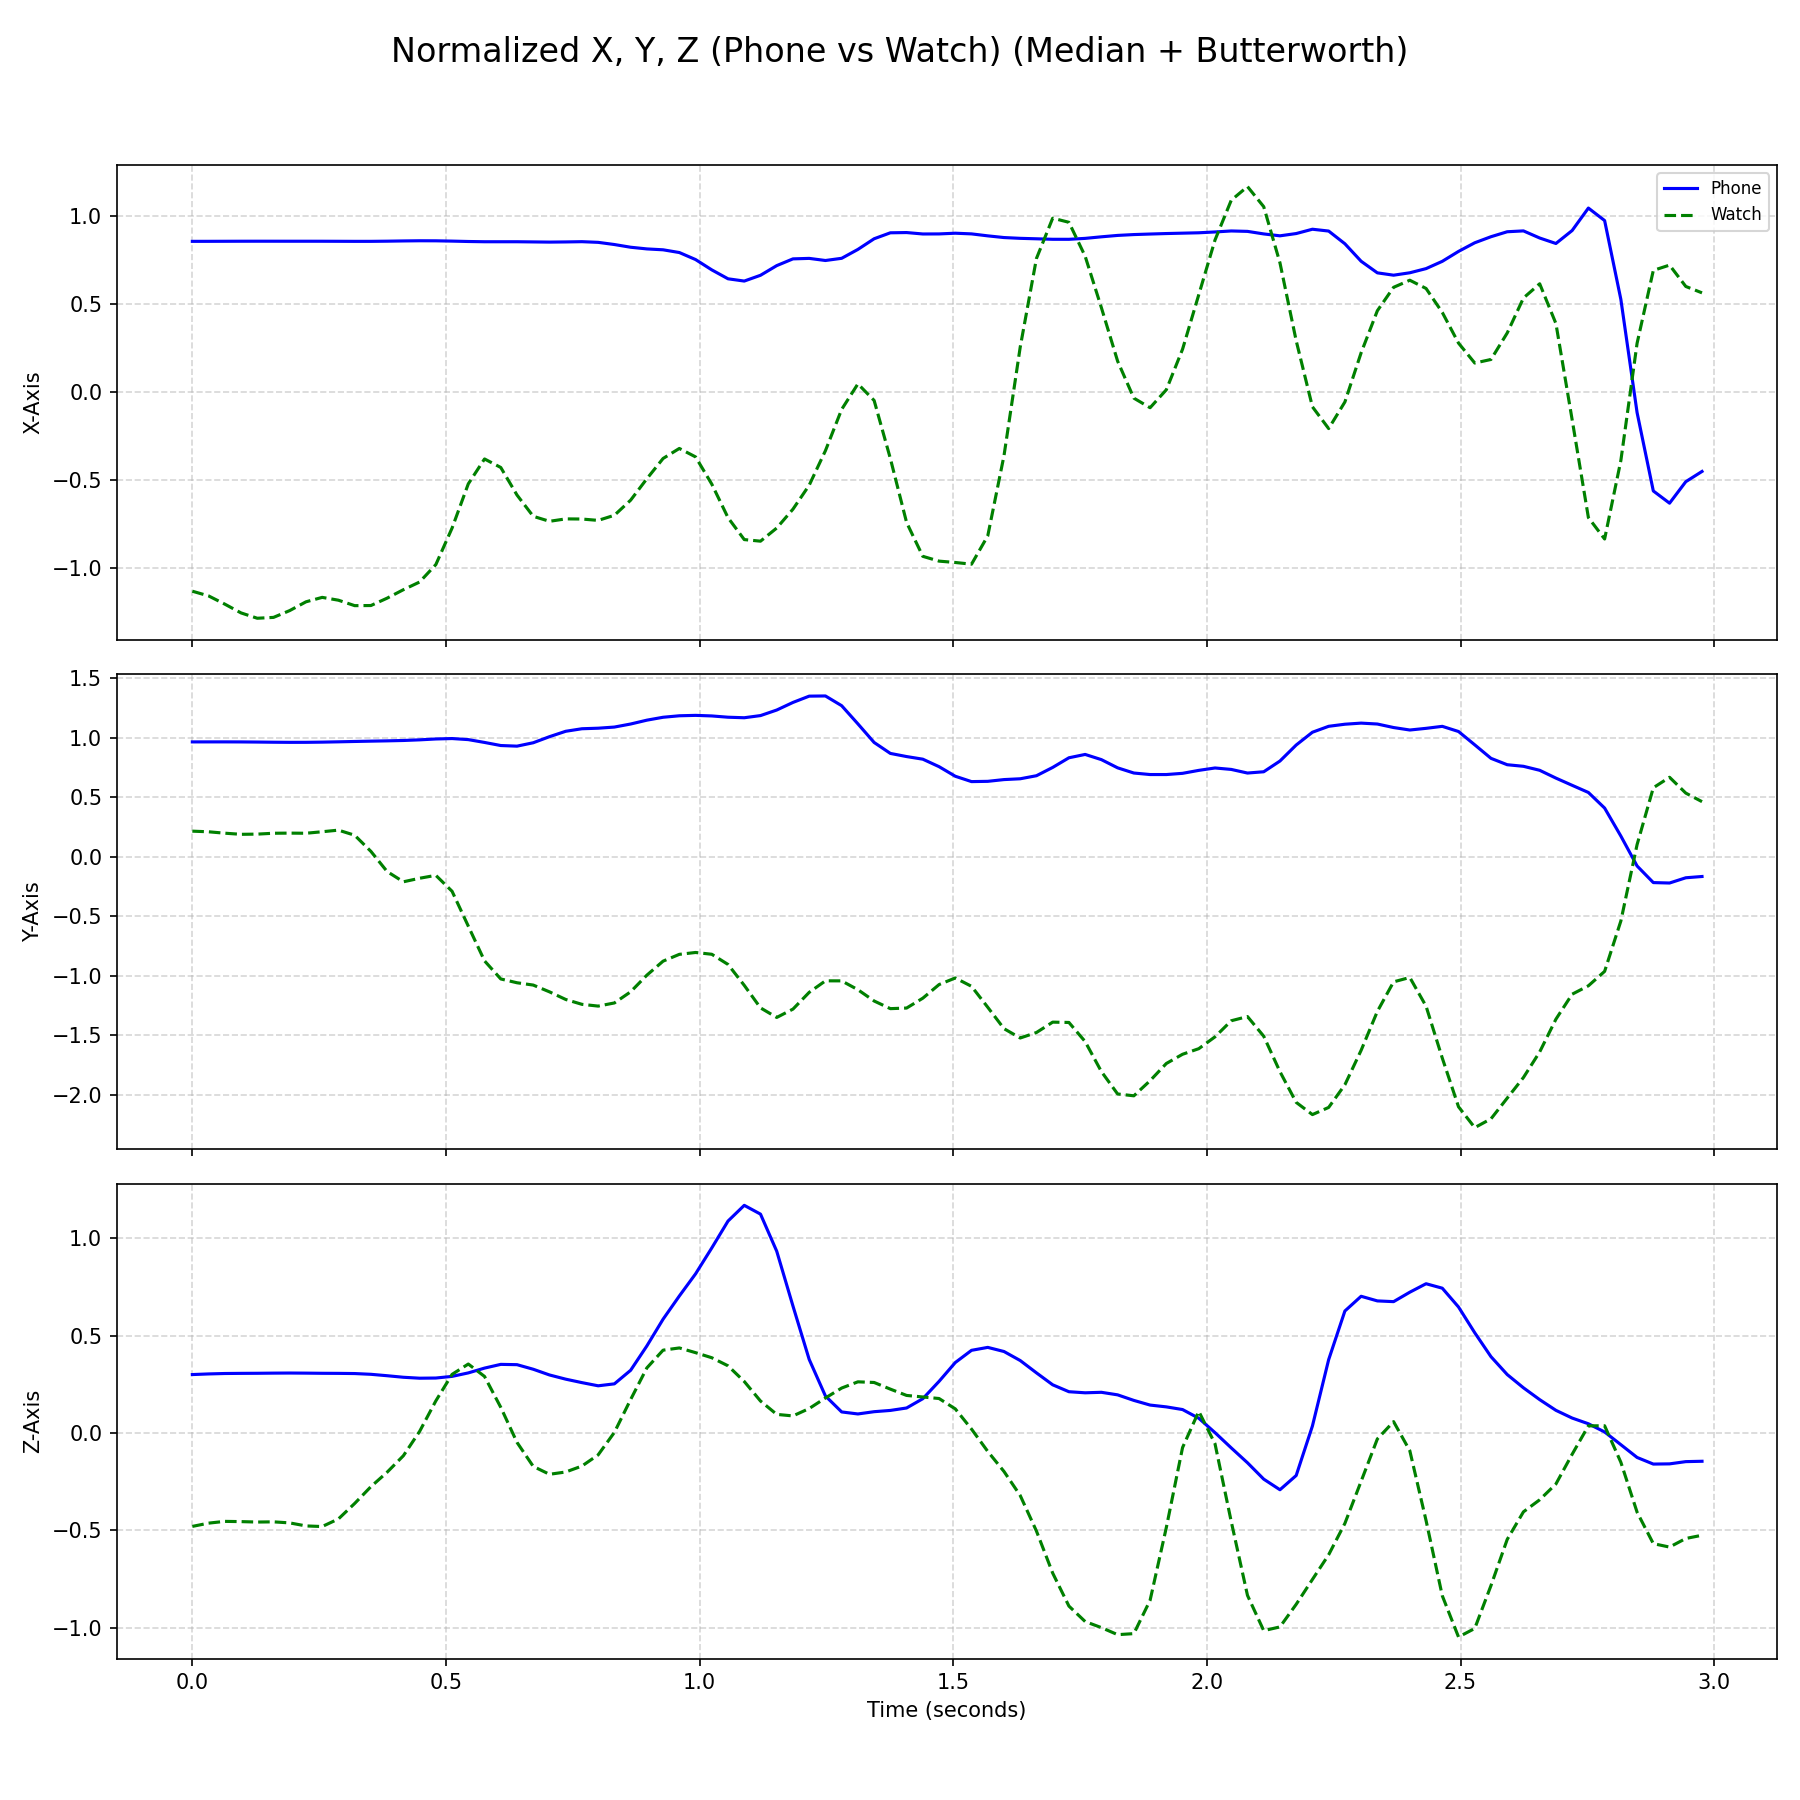 Normalized X, Y, Z (Phone vs Watch) (Median + Butterworth)
Phone
Watch
1.0
0.5
0.0
−0.5
−1.0
X-Axis
1.5
1.0
0.5
0.0
−0.5
−1.0
−1.5
−2.0
Y-Axis
1.0
0.5
0.0
−0.5
−1.0
Z-Axis
0.0 0.5 1.0 1.5 2.0 2.5 3.0
Time (seconds)